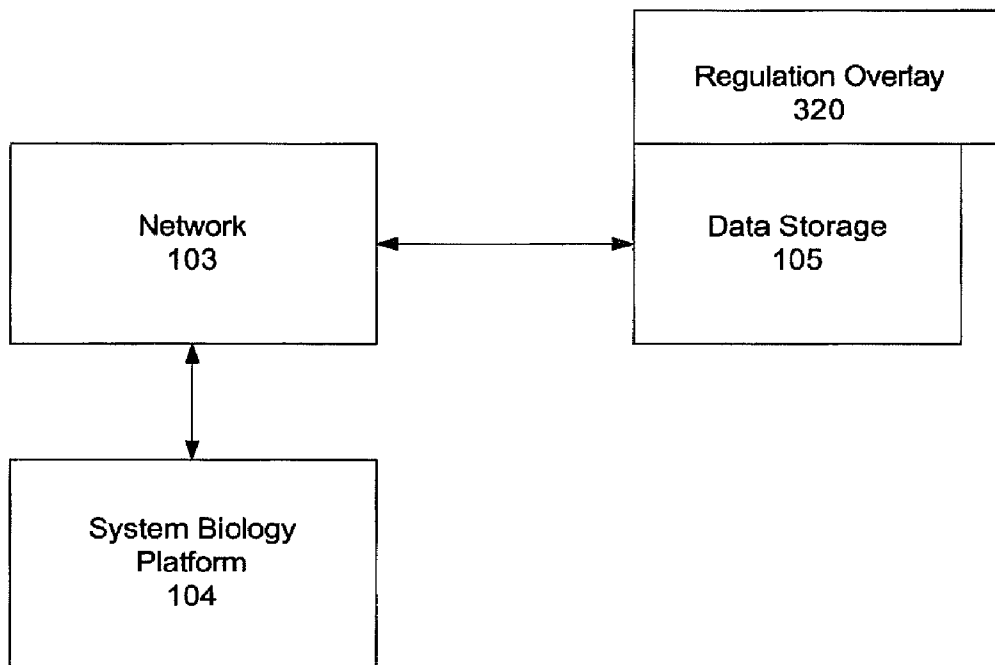 Regulation Overlay
320
Network
103
Data Storage
105
System Biology
Platform
104